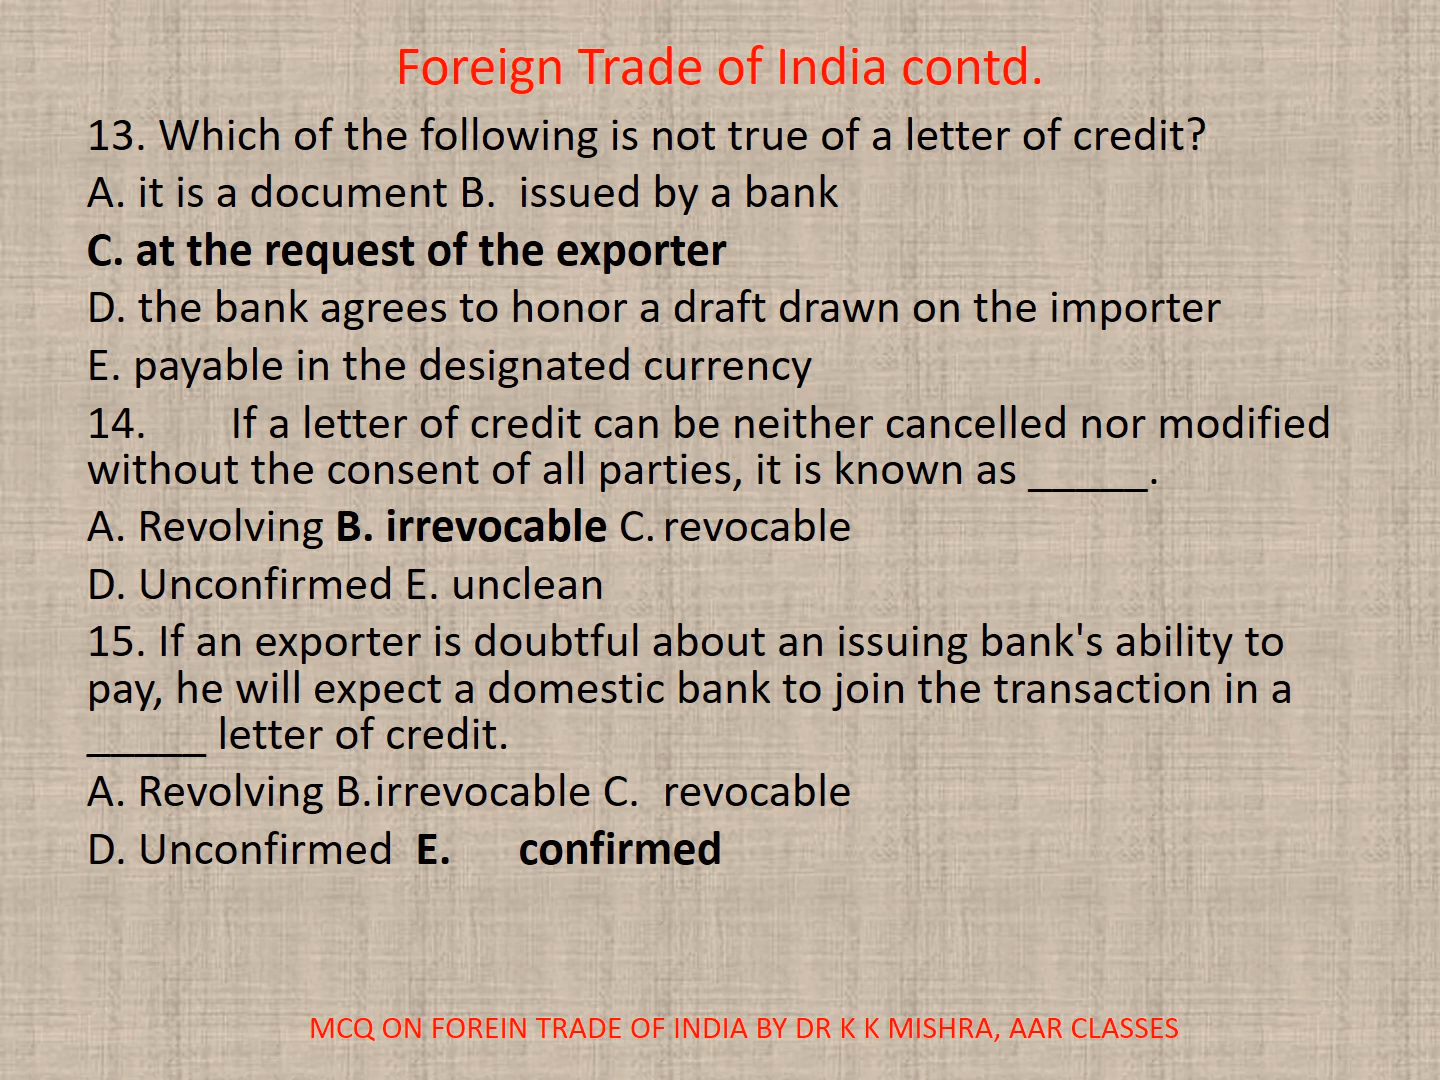 Foreign Trade of India contd.
13. Which of the following is not true of a letter of credit?
A. it is a document B. issued by a bank
C. at the request of the exporter
D. the bank agrees to honor a draft drawn on the importer
E. payable in the designated currency
14. If a letter of credit can be neither cancelled nor modified
without the consent of all parties, it is known as _____.
A. Revolving B. irrevocable C. revocable
D. Unconfirmed E. unclean
15. If an exporter is doubtful about an issuing bank's ability to
pay, he will expect a domestic bank to join the transaction in a
_____ letter of credit.
A. Revolving B. irrevocable C. revocable
D. Unconfirmed E. confirmed
MCQ ON FOREIN TRADE OF INDIA BY DR K K MISHRA, AAR CLASSES